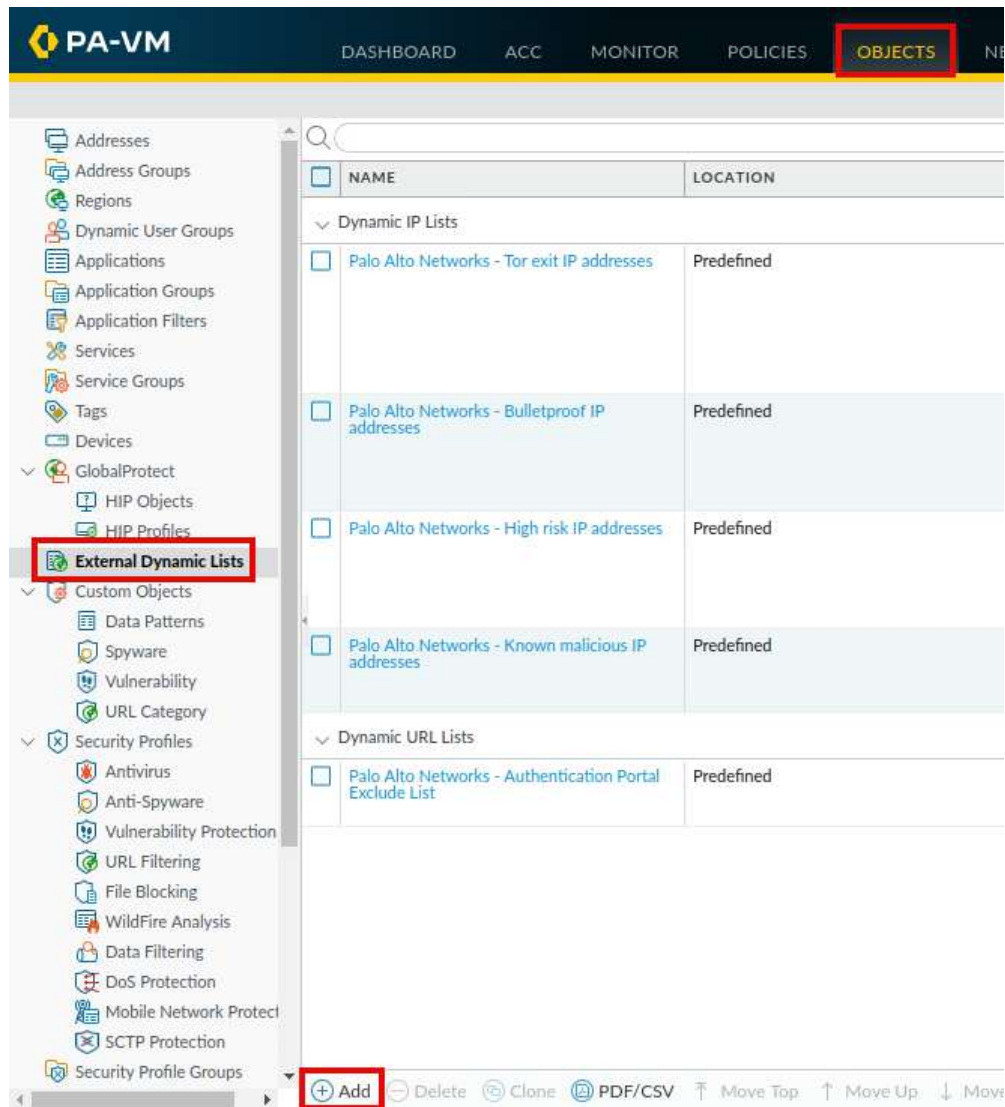 PA-VM
DASHBOARD ACC MONITOR POLICIES OBJECTS NE
Addresses
Address Groups
Regions
Dynamic User Groups
Applications
Application Groups
Application Filters
Services
Service Groups
Tags
Devices
GlobalProtect
HIP Objects
HIP Profiles
External Dynamic Lists
Custom Objects
Data Patterns
Spyware
Vulnerability
URL Category
Security Profiles
Antivirus
Anti-Spyware
Vulnerability Protection
URL Filtering
File Blocking
WildFire Analysis
Data Filtering
DoS Protection
Mobile Network Protect
SCTP Protection
Security Profile Groups
NAME LOCATION
Dynamic IP Lists
Palo Alto Networks - Tor exit IP addresses Predefined
Palo Alto Networks - Bulletproof IP Predefined
addresses
Palo Alto Networks - High risk IP addresses Predefined
Palo Alto Networks - Known malicious IP Predefined
addresses
Dynamic URL Lists
Palo Alto Networks - Authentication Portal Predefined
Exclude List
Add Delete Clone PDF/CSV Move Top Move Up Move